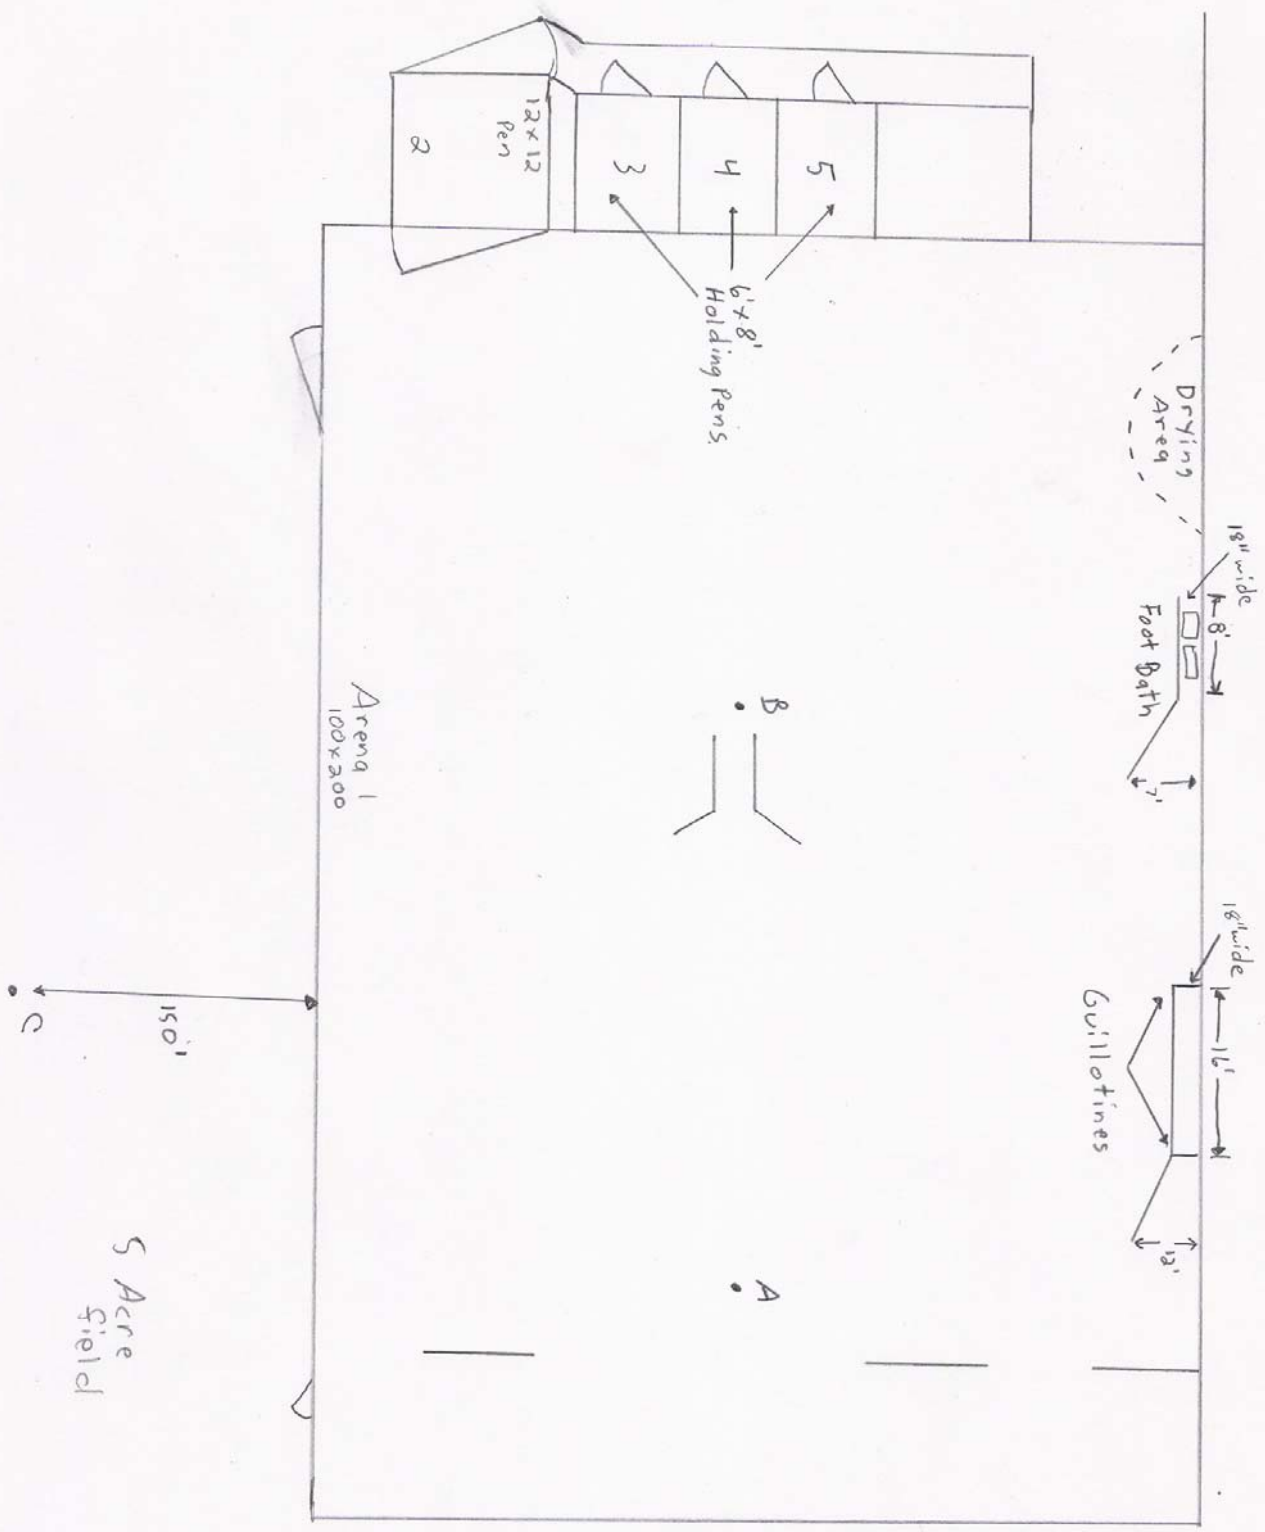 12x12
Pen
2
3
4
5
6'x8'
Holding Pens
Drying
Area
18" wide
8'
Foot Bath
7'
B
Arena 1
100x200
18" wide
16'
Guillotines
12'
A
C
150'
5 Acre
field